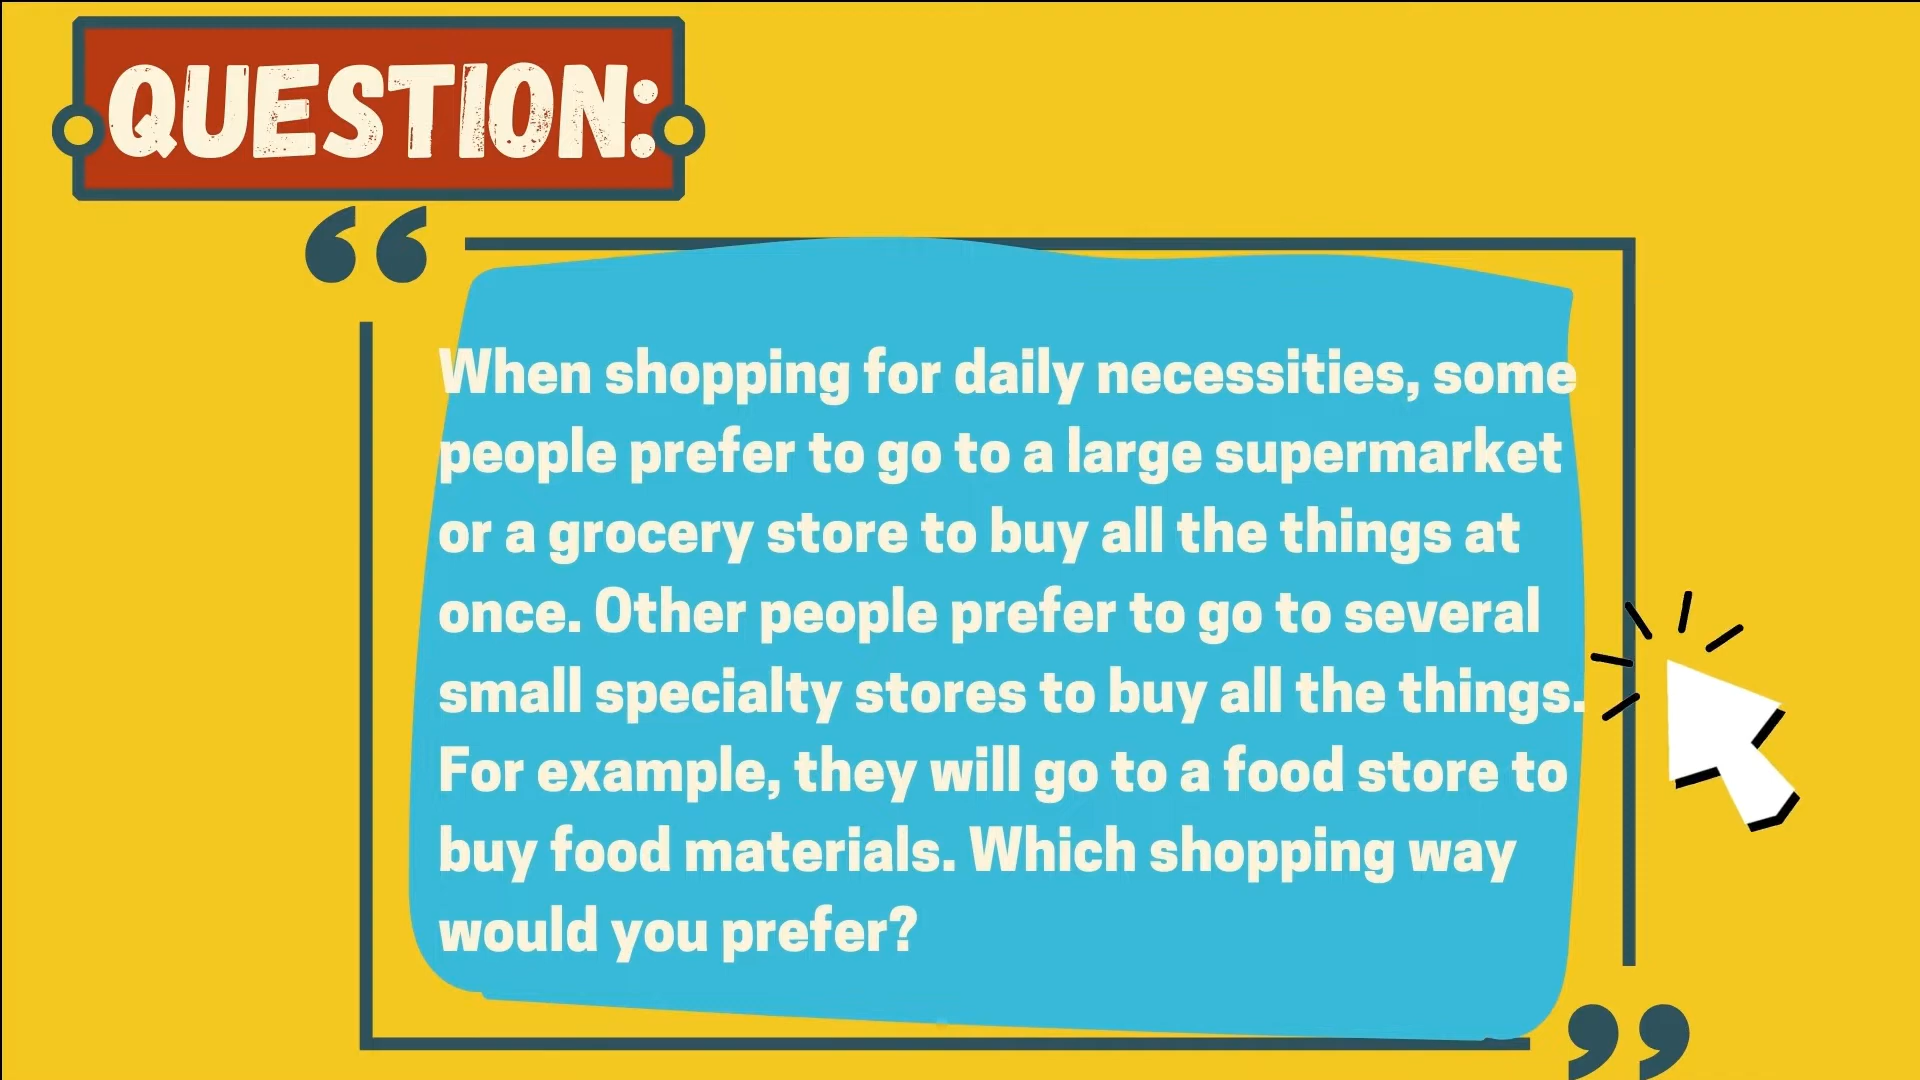 QUESTION:
When shopping for daily necessities, some
people prefer to go to a large supermarket
or a grocery store to buy all the things at
once. Other people prefer to go to several
small specialty stores to buy all the things.
For example, they will go to a food store to
buy food materials. Which shopping way
would you prefer?